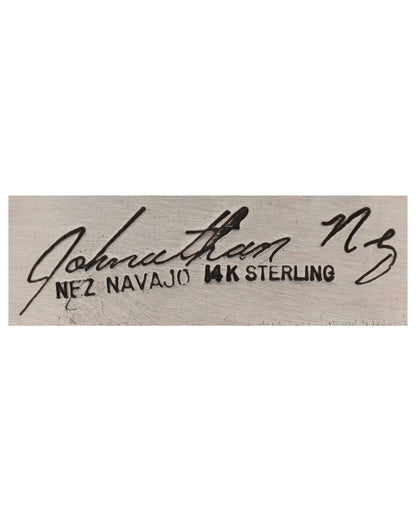 Johnathan Nez
NEZ NAVAJO 14K STERLING